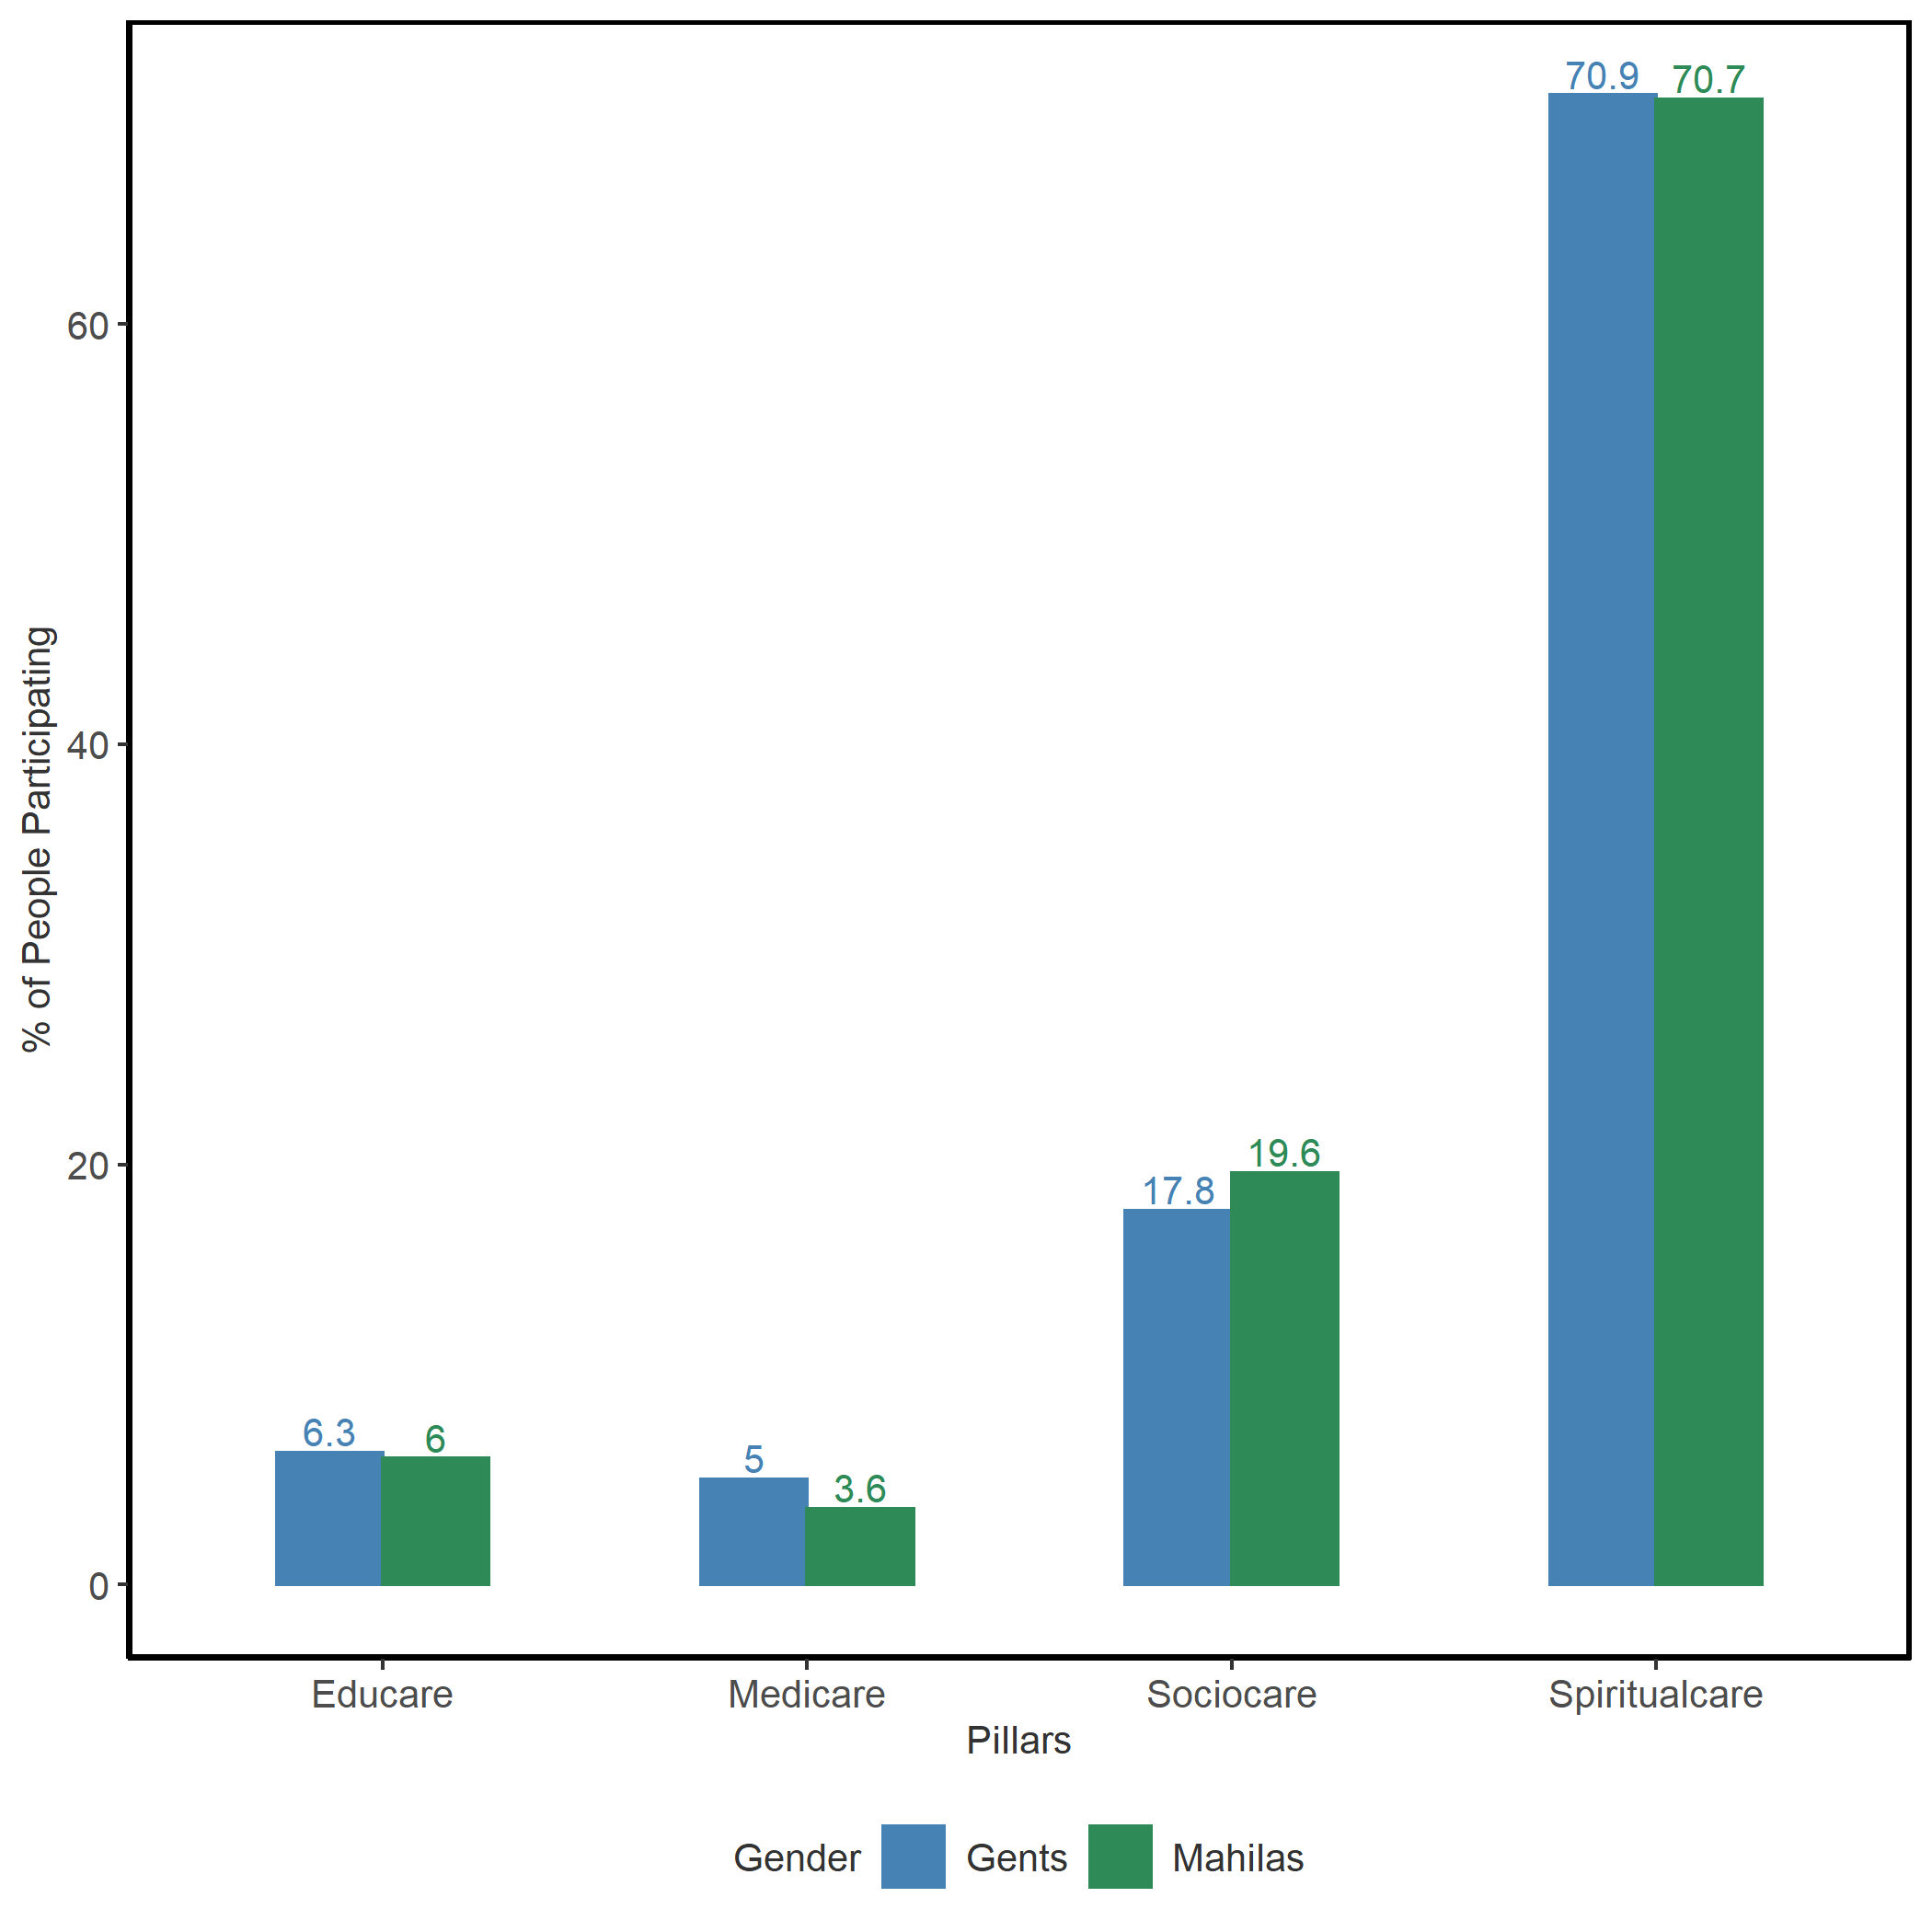 70.9
70.7
60
40
20
0
% of People Participating
6.3
6
5
3.6
17.8
19.6
Educare
Medicare
Sociocare
Spiritualcare
Pillars
Gender
Gents
Mahilas